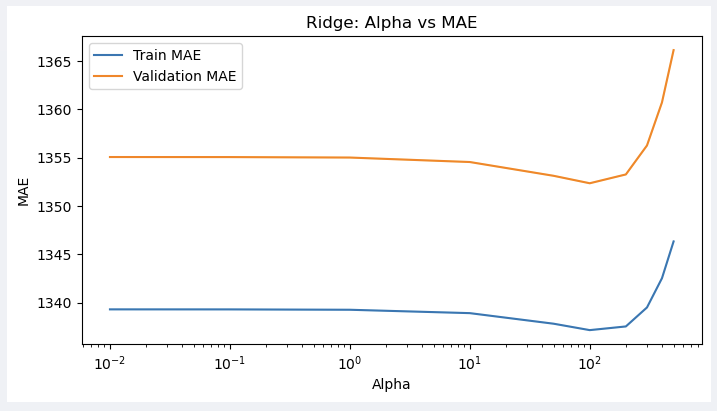 Ridge: Alpha vs MAE
Train MAE
Validation MAE
1365
1360
1355
1350
1345
1340
MAE
10⁻² 10⁻¹ 10⁰ 10¹ 10²
Alpha